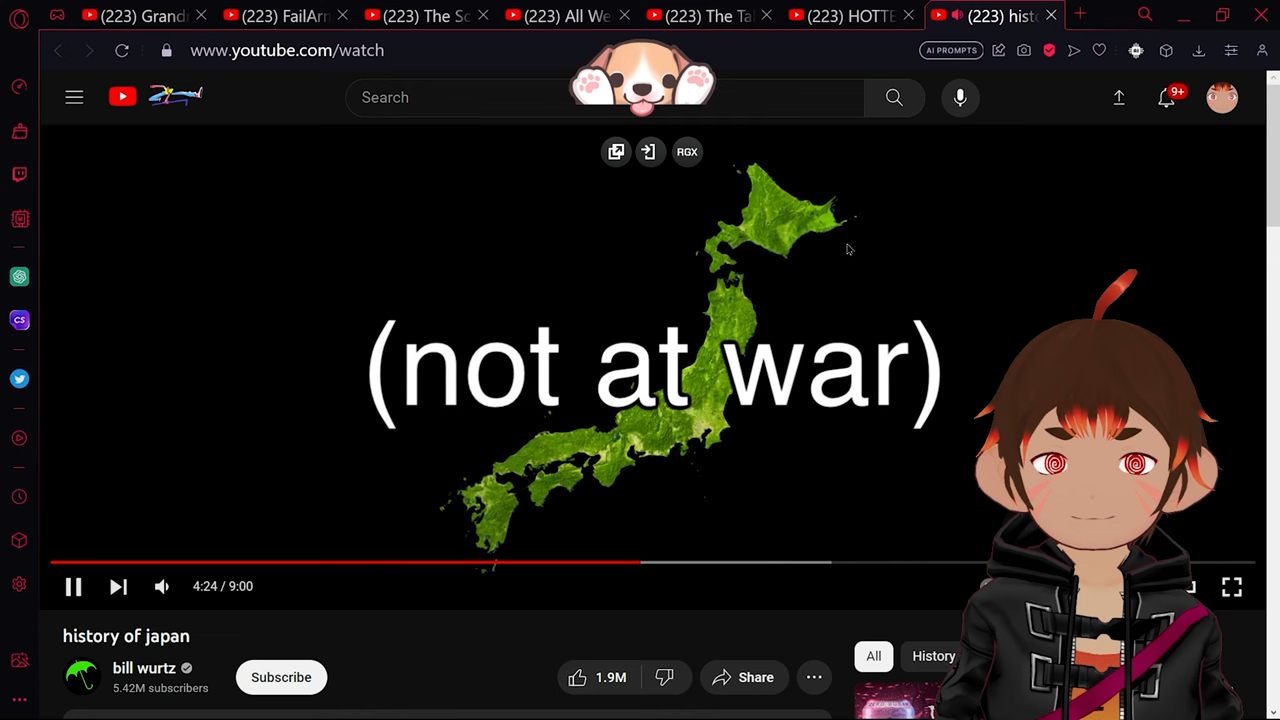 (223) Grand
(223) FailArm
(223) The Sc
(223) All We
(223) The Ta
(223) HOTTE
(223) hist
www.youtube.com/watch
AI PROMPTS
Search
9+
RGX
CS
(not at war)
4:24 / 9:00
history of japan
bill wurtz
5.42M subscribers
Subscribe
1.9M
Share
All
History